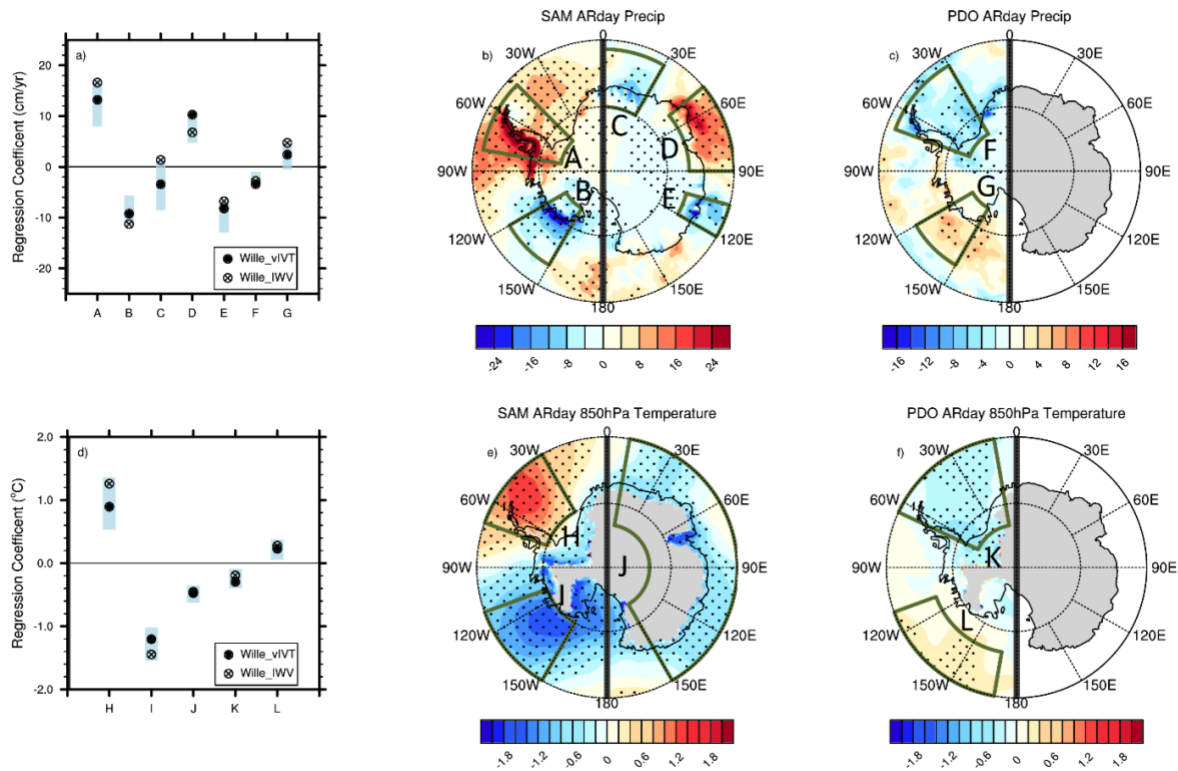 SAM ARday Precip
PDO ARday Precip
a)
Regression Coefficent (cm/yr)
20
10
0
-10
-20
Wille_vIVT
Wille_IWV
A B C D E F G
b)
0
30W 30E
60W 60E
90W 90E
120W 120E
150W 150E
180
A
B
C
D
E
-24 -16 -8 0 8 16 24
c)
0
30W 30E
60W 60E
90W 90E
120W 120E
150W 150E
180
F
G
-16 -12 -8 -4 0 4 8 12 16
SAM ARday 850hPa Temperature
PDO ARday 850hPa Temperature
d)
Regression Coefficent (°C)
2.0
1.0
0.0
-1.0
-2.0
Wille_vIVT
Wille_IWV
H I J K L
e)
0
30W 30E
60W 60E
90W 90E
120W 120E
150W 150E
180
H
I
J
-1.8 -1.2 -0.6 0 0.6 1.2 1.8
f)
0
30W 30E
60W 60E
90W 90E
120W 120E
150W 150E
180
K
L
-1.8 -1.2 -0.6 0 0.6 1.2 1.8